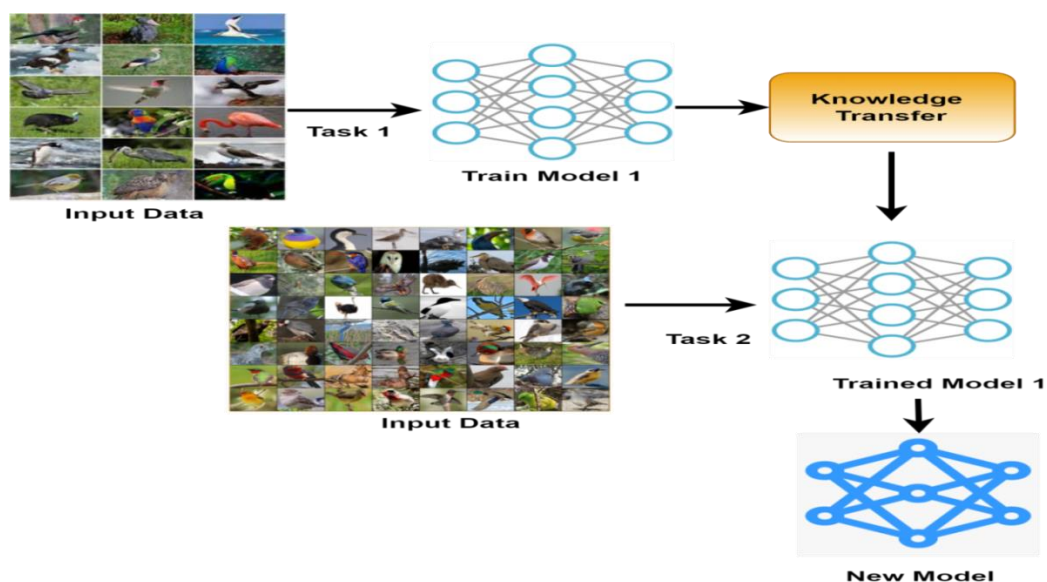 Task 1
Knowledge
Transfer
Train Model 1
Input Data
Task 2
Trained Model 1
Input Data
New Model